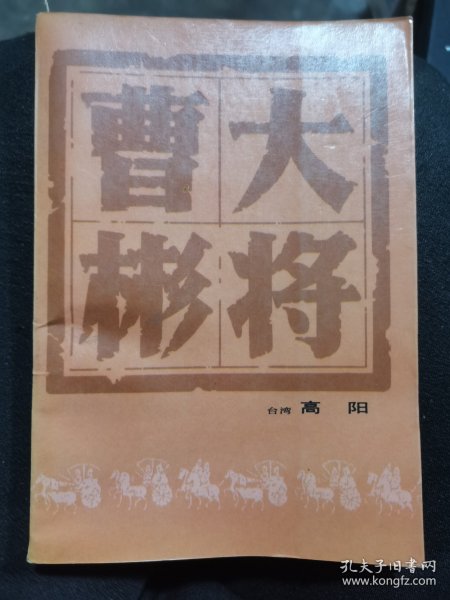 大将
曹彬
台湾 高阳
孔夫子旧书网
www.kongfz.com